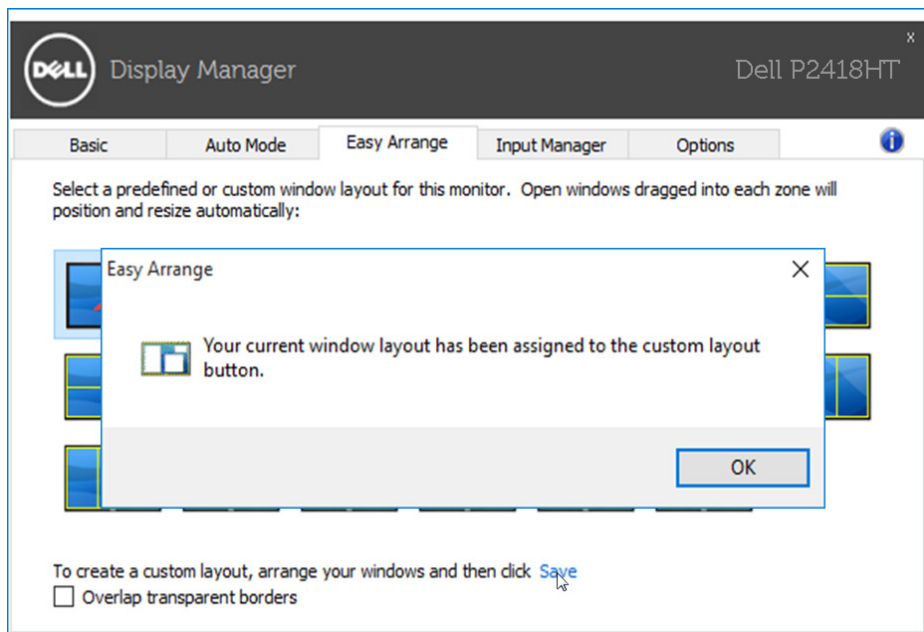 x
DELL
Display Manager
Dell P2418HT
Basic
Auto Mode
Easy Arrange
Input Manager
Options
i
Select a predefined or custom window layout for this monitor. Open windows dragged into each zone will
position and resize automatically:
Easy Arrange
Your current window layout has been assigned to the custom layout
button.
OK
To create a custom layout, arrange your windows and then click Save
Overlap transparent borders